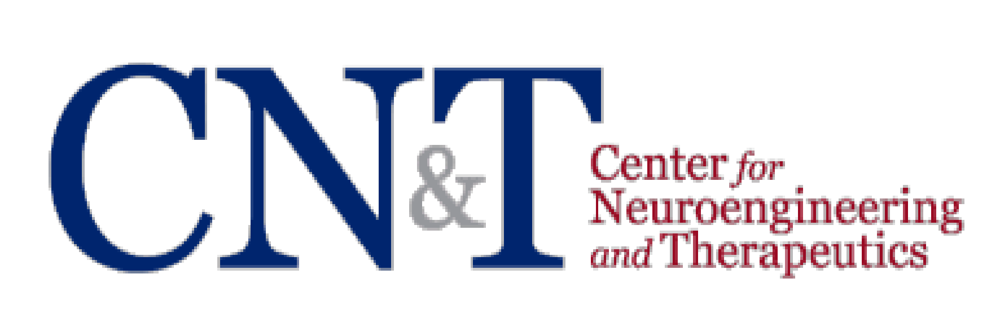 CN&T
Center for
Neuroengineering
and Therapeutics